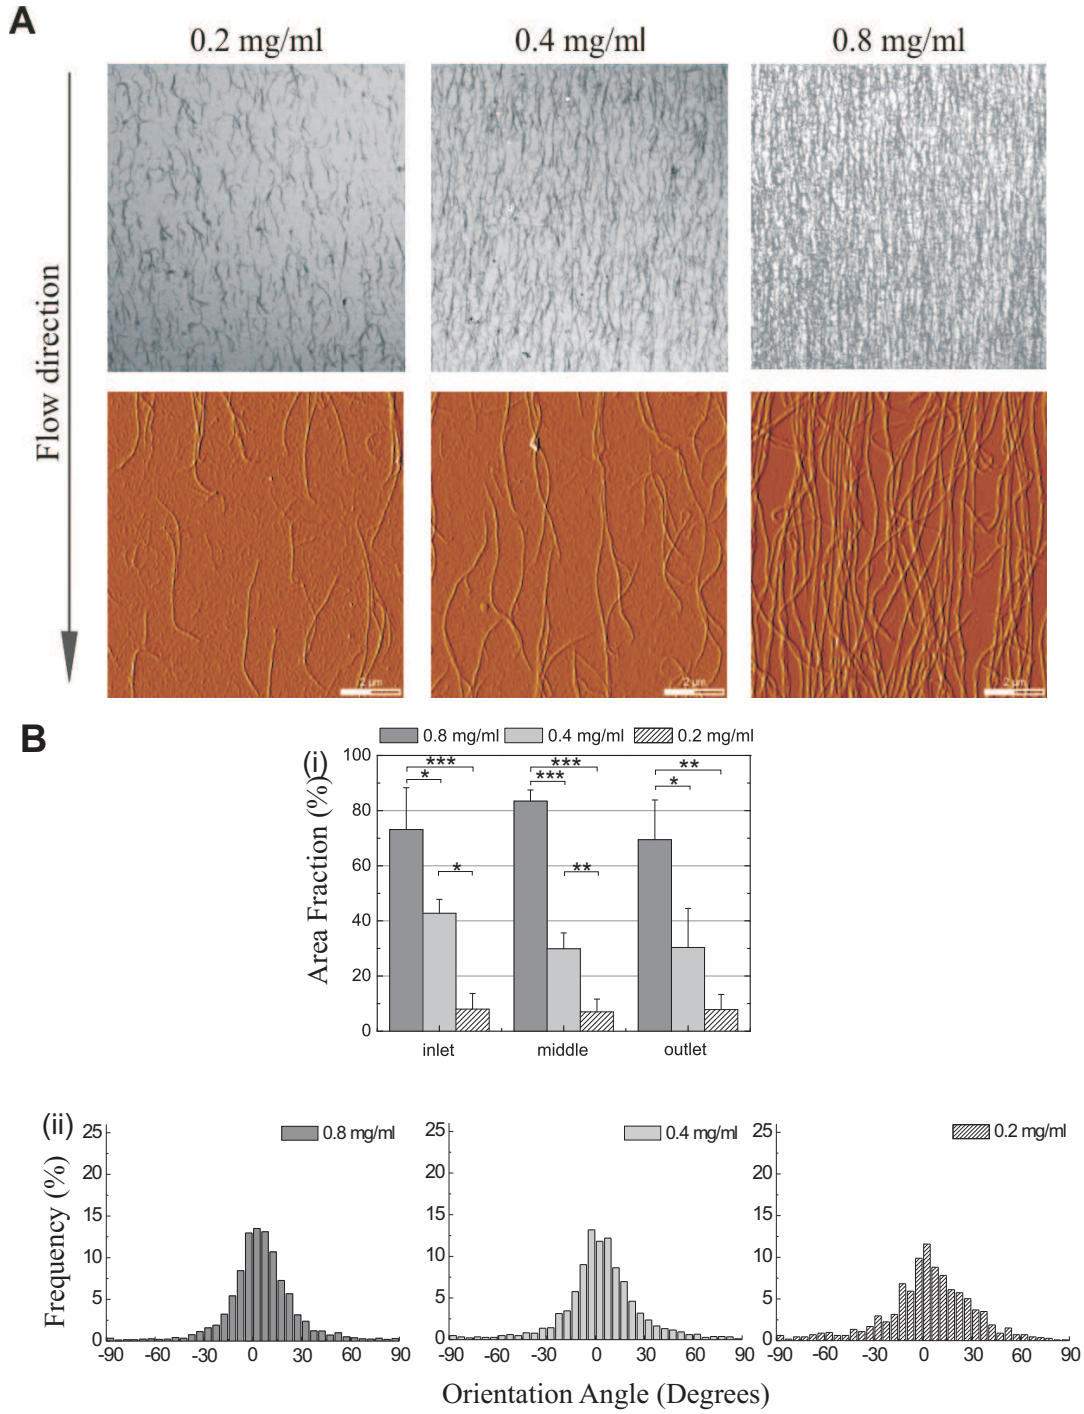 A
0.2 mg/ml
0.4 mg/ml
0.8 mg/ml
Flow direction
2 μm
2 μm
2 μm
B
0.8 mg/ml
0.4 mg/ml
0.2 mg/ml
(i)
Area Fraction (%)
100
80
60
40
20
0
***
*
*
***
***
**
**
*
inlet
middle
outlet
(ii)
Frequency (%)
0.8 mg/ml
25
20
15
10
5
0
-90
-60
-30
0
30
60
90
0.4 mg/ml
25
20
15
10
5
0
-90
-60
-30
0
30
60
90
0.2 mg/ml
25
20
15
10
5
0
-90
-60
-30
0
30
60
90
Orientation Angle (Degrees)